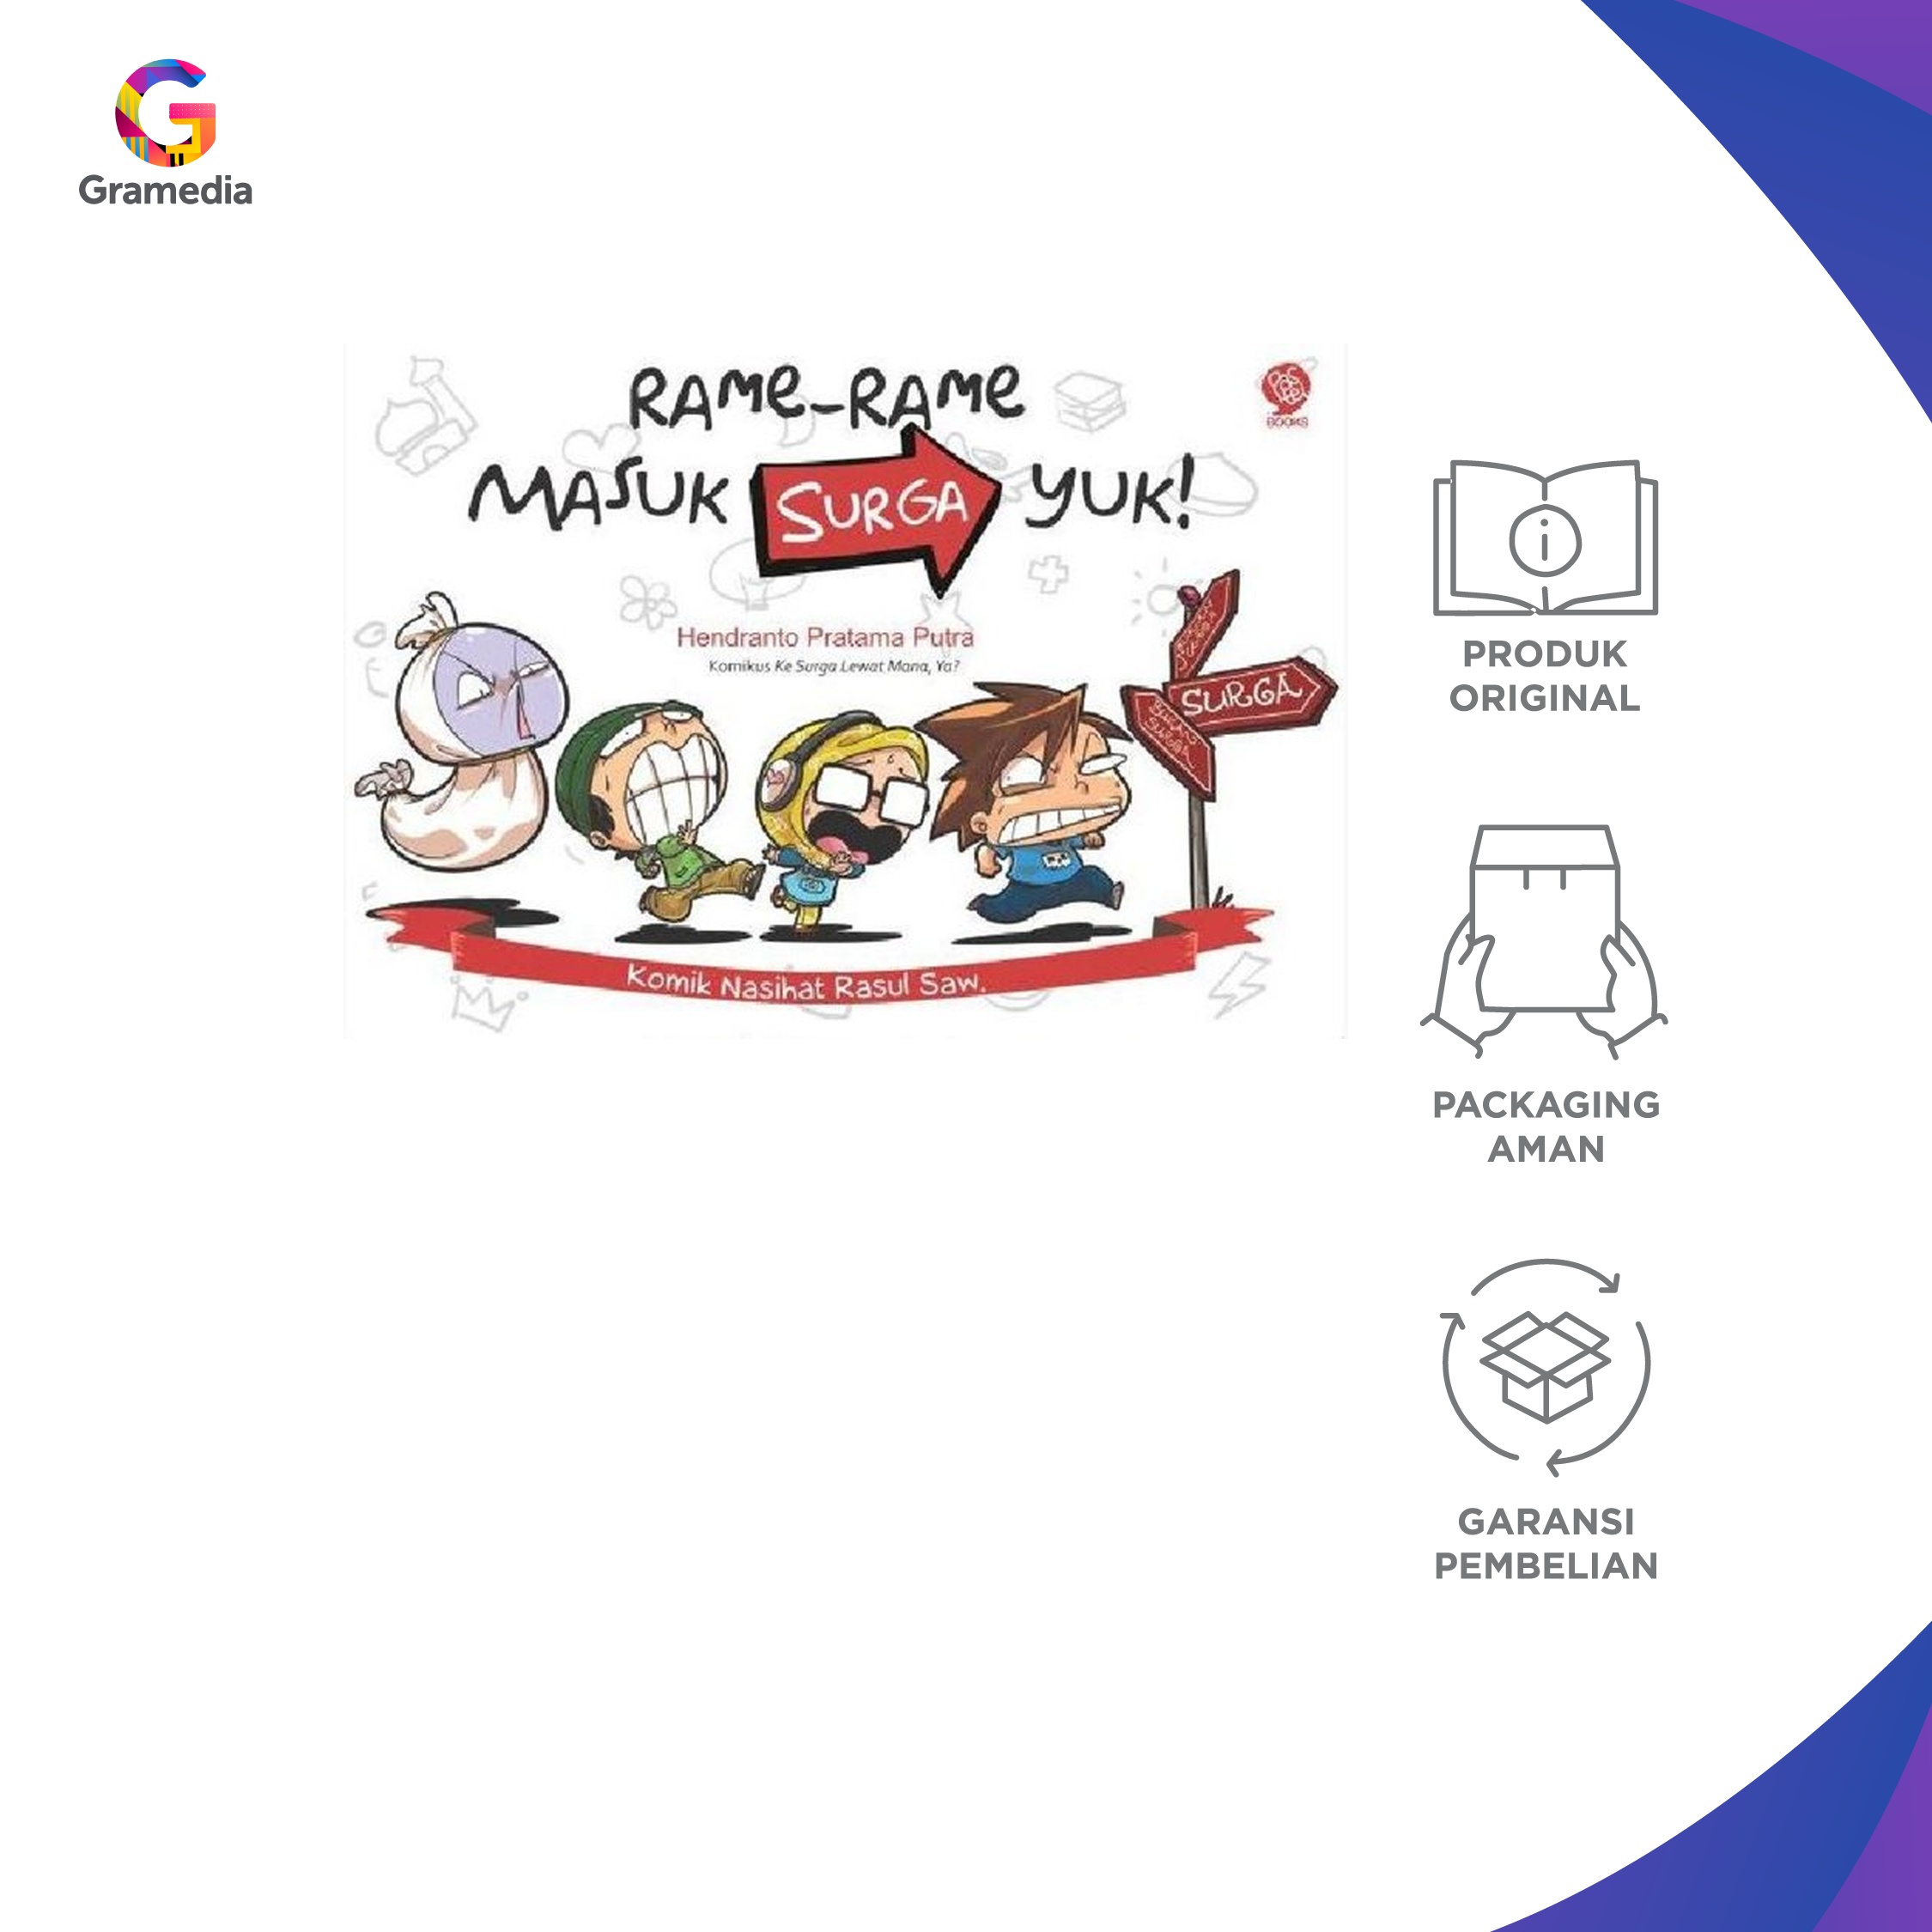 Gramedia
RAME-RAME
MASUK SURGA YUK!
BOOKS
Hendranto Pratama Putra
Komikus Ke Surga Lewat Mana, Ya?
SURGA
Komik Nasihat Rasul Saw.
PRODUK
ORIGINAL
PACKAGING
AMAN
GARANSI
PEMBELIAN